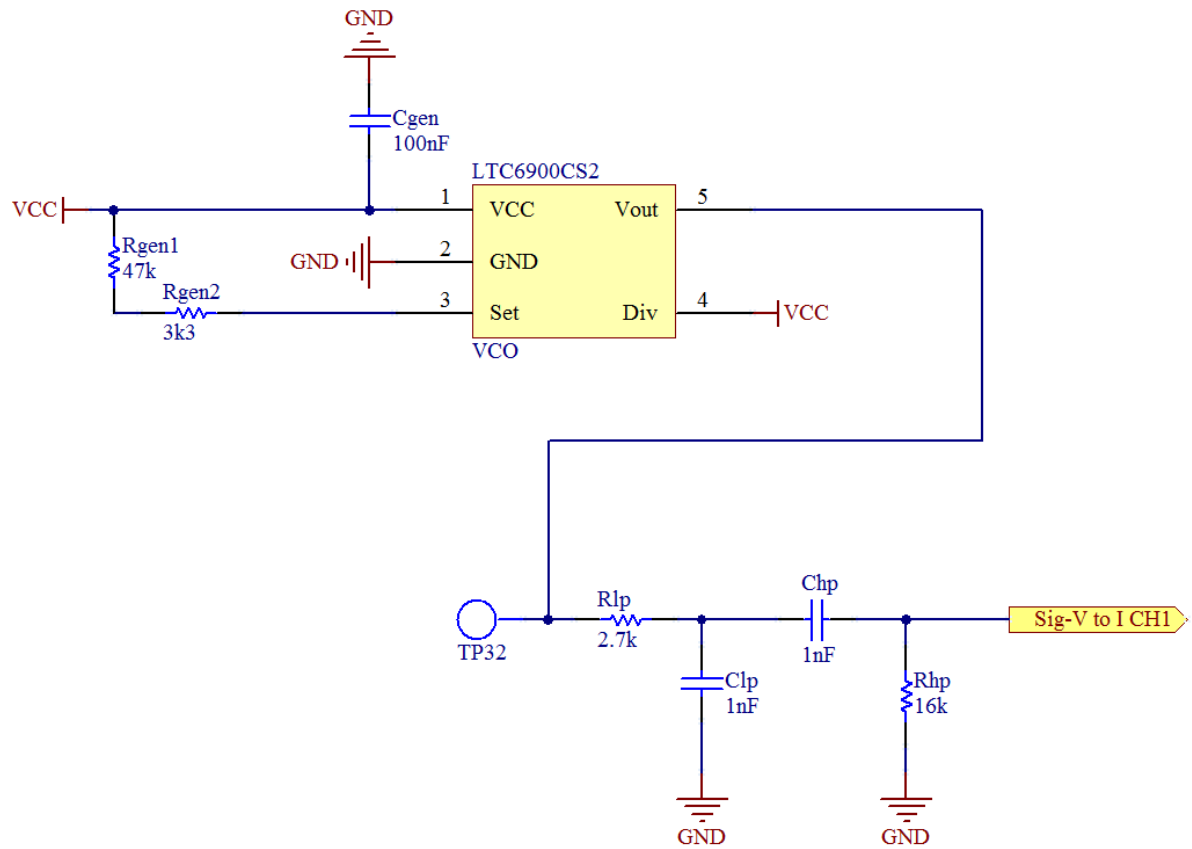 GND
Cgen
100nF
LTC6900CS2
VCC
1
VCC
Vout
5
Rgen1
47k
GND
2
GND
Rgen2
3k3
3
Set
Div
4
VCC
VCO
TP32
Rlp
2.7k
Chp
1nF
Sig-V to I CH1
Clp
1nF
Rhp
16k
GND
GND